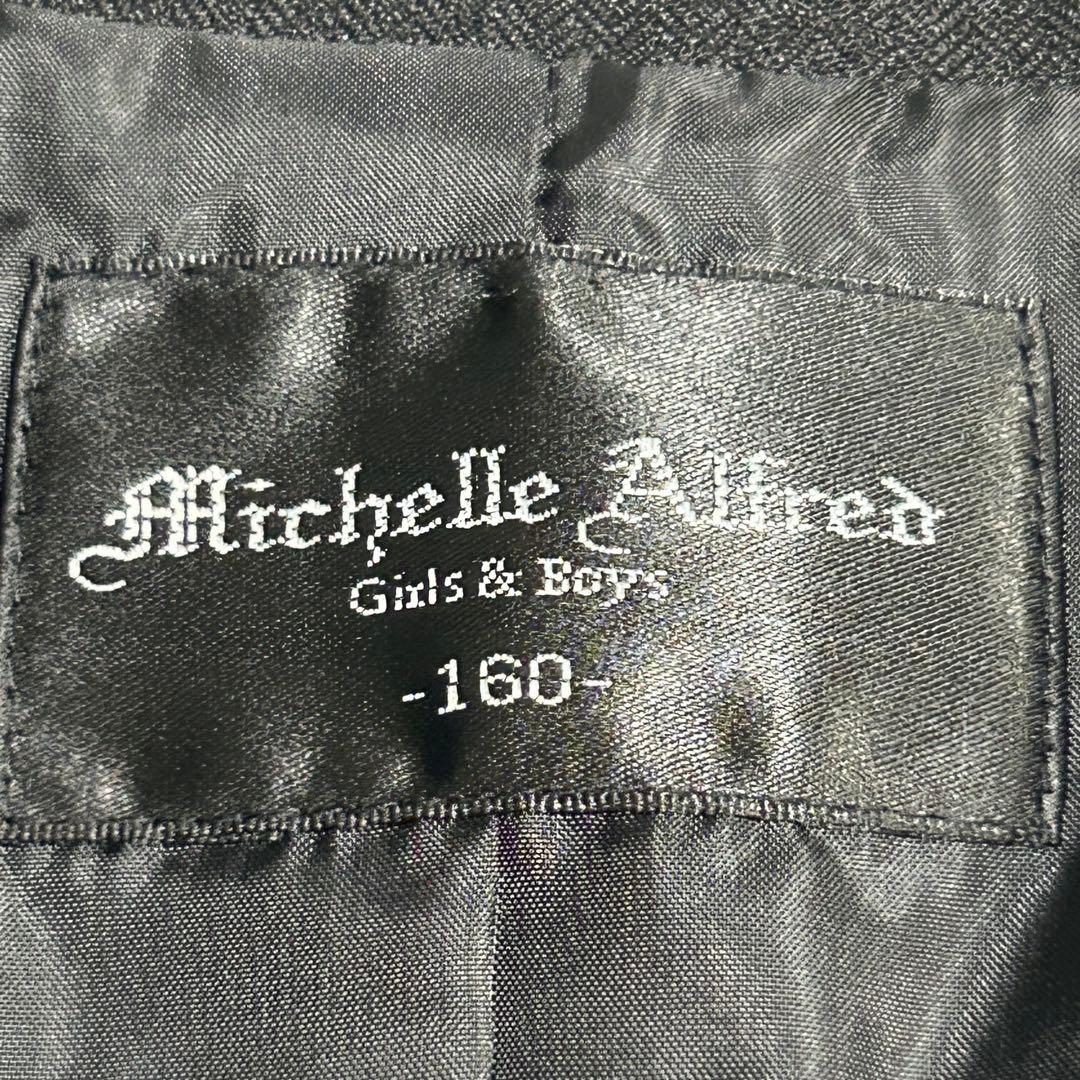 Michelle Alfred
Girls & Boys
-160-